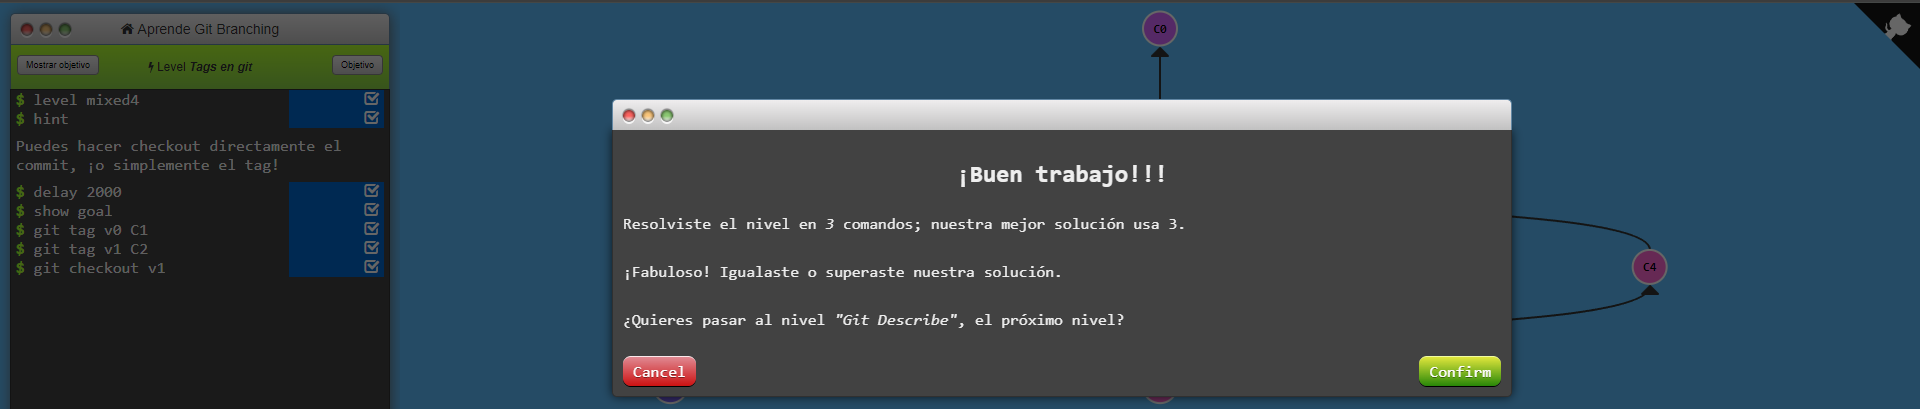 Aprende Git Branching
Mostrar objetivo
Level Tags en git
Objetivo
$ level mixed4
$ hint
Puedes hacer checkout directamente el
commit, ¡o simplemente el tag!
$ delay 2000
$ show goal
$ git tag v0 C1
$ git tag v1 C2
$ git checkout v1
C0
¡Buen trabajo!!!
Resolviste el nivel en 3 comandos; nuestra mejor solución usa 3.
¡Fabuloso! Igualaste o superaste nuestra solución.
¿Quieres pasar al nivel "Git Describe", el próximo nivel?
Cancel
Confirm
C4